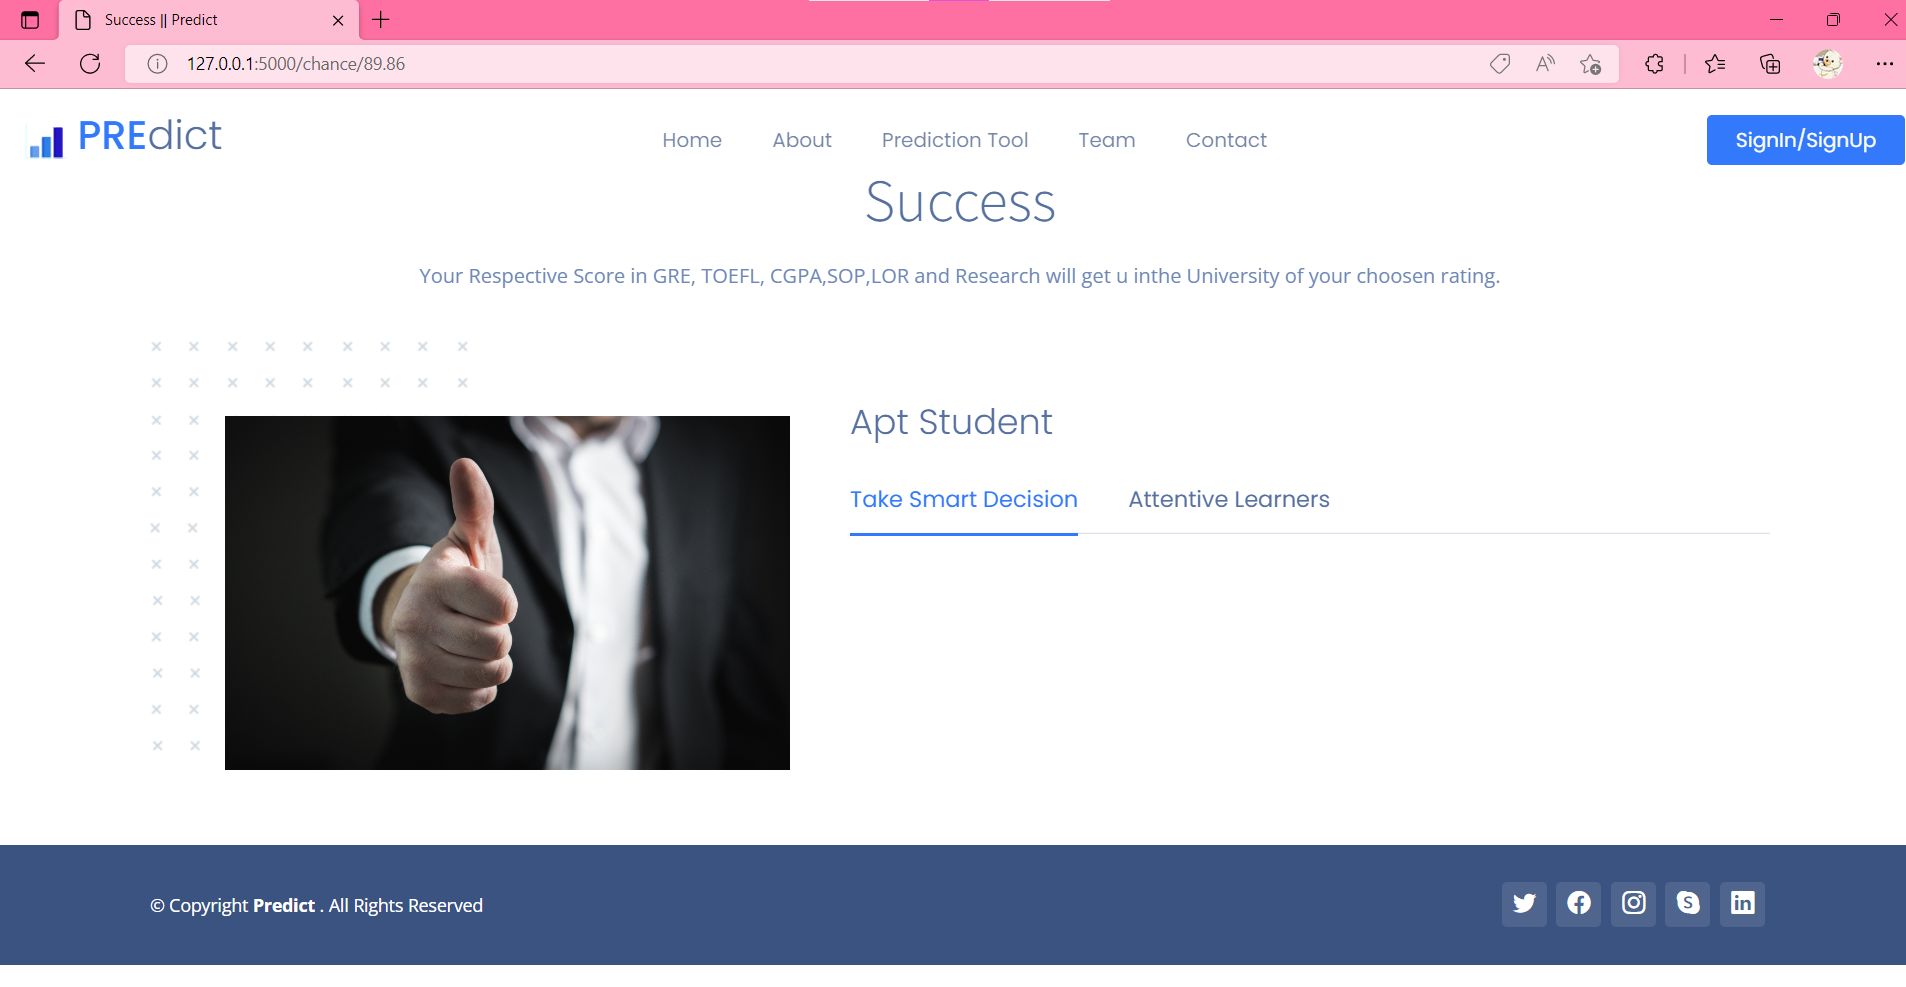 Success || Predict
127.0.0.1:5000/chance/89.86
PREdict
Home About Prediction Tool Team Contact
SignIn/SignUp
Success
Your Respective Score in GRE, TOEFL, CGPA,SOP,LOR and Research will get u inthe University of your choosen rating.
Apt Student
Take Smart Decision Attentive Learners
© Copyright Predict . All Rights Reserved